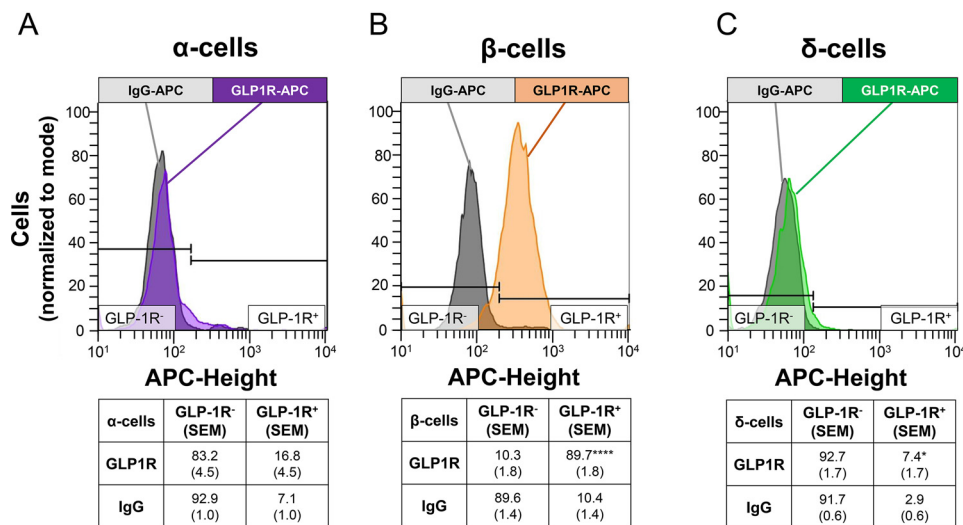 A
α-cells
IgG-APC GLP1R-APC
100
80
60
40
20
0
Cells
(normalized to mode)
GLP-1R⁻ GLP-1R⁺
10¹ 10² 10³ 10⁴
APC-Height
α-cells GLP-1R⁻ (SEM) GLP-1R⁺ (SEM)
GLP1R 83.2 (4.5) 16.8 (4.5)
IgG 92.9 (1.0) 7.1 (1.0)
B
β-cells
IgG-APC GLP1R-APC
100
80
60
40
20
0
GLP-1R⁻ GLP-1R⁺
10¹ 10² 10³ 10⁴
APC-Height
β-cells GLP-1R⁻ (SEM) GLP-1R⁺ (SEM)
GLP1R 10.3 (1.8) 89.7**** (1.8)
IgG 89.6 (1.4) 10.4 (1.4)
C
δ-cells
IgG-APC GLP1R-APC
100
80
60
40
20
0
GLP-1R⁻ GLP-1R⁺
10¹ 10² 10³ 10⁴
APC-Height
δ-cells GLP-1R⁻ (SEM) GLP-1R⁺ (SEM)
GLP1R 92.7 (1.7) 7.4* (1.7)
IgG 91.7 (0.6) 2.9 (0.6)